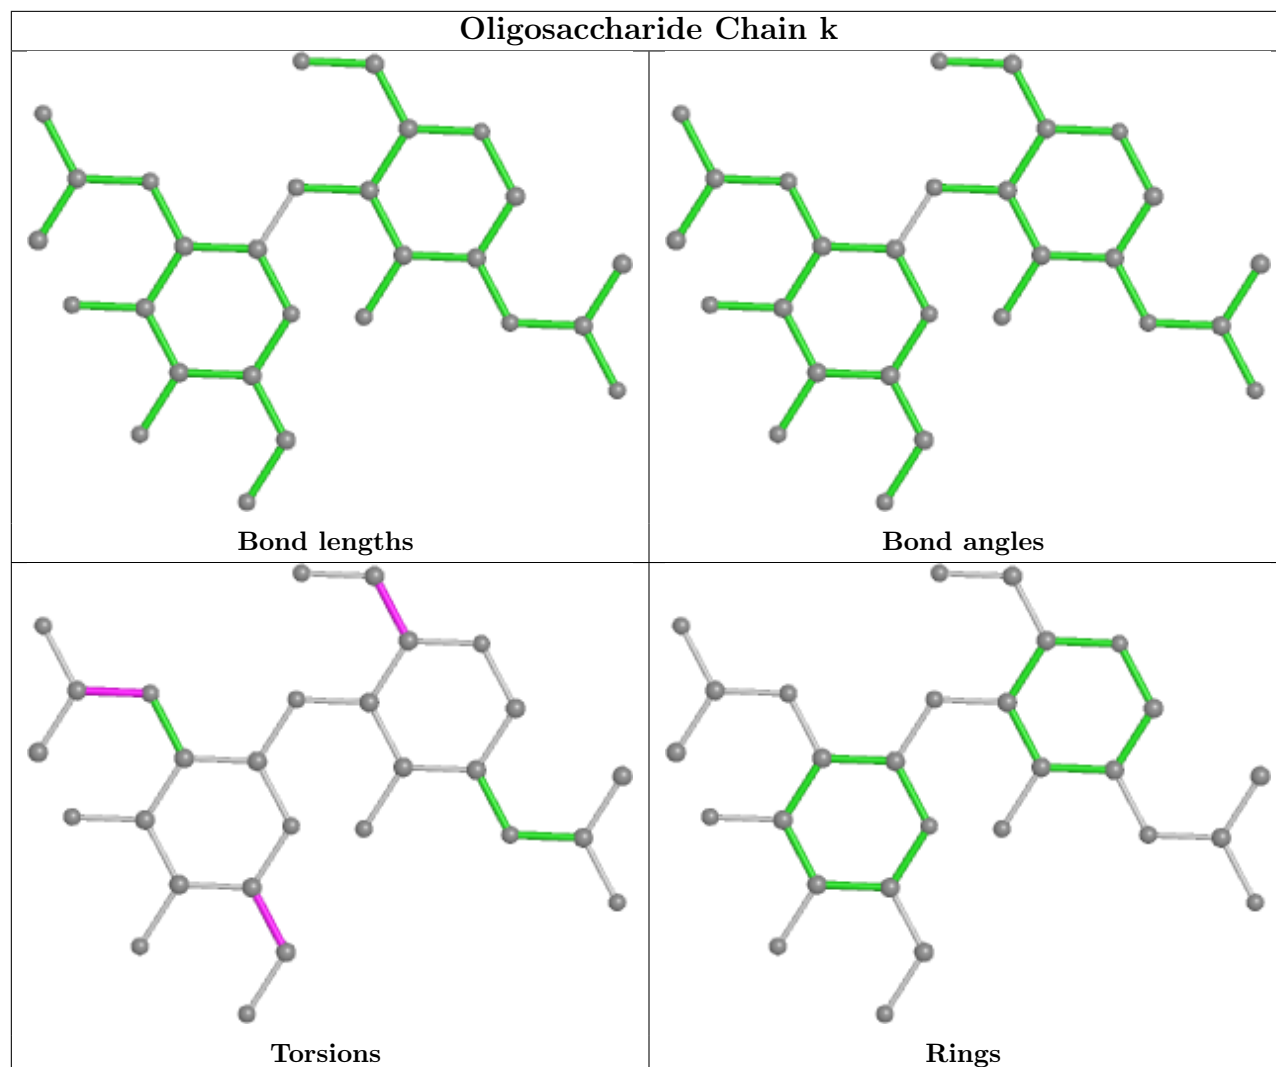 Oligosaccharide Chain k
Bond lengths
Bond angles
Torsions
Rings